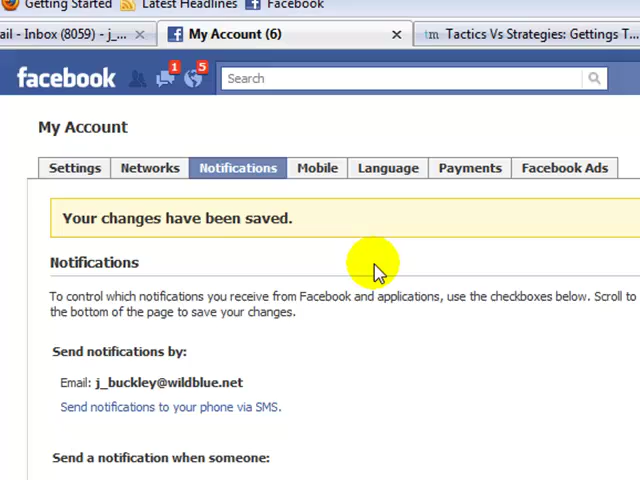 Getting Started Latest Headlines Facebook
ail - Inbox (8059) - j_... My Account (6) tm Tactics Vs Strategies: Gettings T...
facebook 1 5 Search
My Account
Settings Networks Notifications Mobile Language Payments Facebook Ads
Your changes have been saved.
Notifications
To control which notifications you receive from Facebook and applications, use the checkboxes below. Scroll to
the bottom of the page to save your changes.
Send notifications by:
Email: j_buckley@wildblue.net
Send notifications to your phone via SMS.
Send a notification when someone: